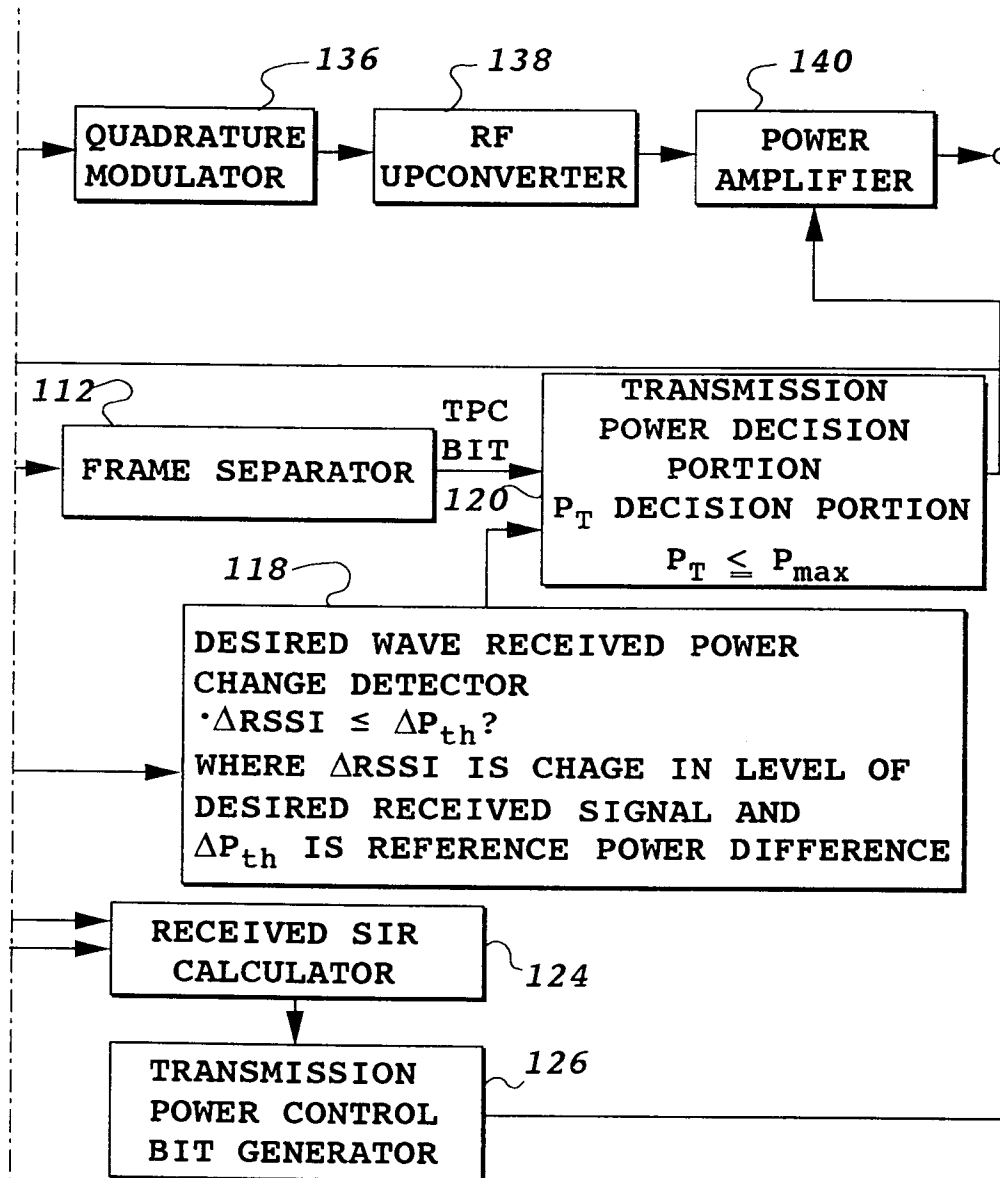 136
138
140
QUADRATURE
MODULATOR
RF
UPCONVERTER
POWER
AMPLIFIER
112
FRAME SEPARATOR
TPC
BIT
120
TRANSMISSION
POWER DECISION
PORTION
P_T DECISION PORTION
P_T ≦ P_max
118
DESIRED WAVE RECEIVED POWER
CHANGE DETECTOR
·ΔRSSI ≤ ΔP_th?
WHERE ΔRSSI IS CHAGE IN LEVEL OF
DESIRED RECEIVED SIGNAL AND
ΔP_th IS REFERENCE POWER DIFFERENCE
RECEIVED SIR
CALCULATOR
124
TRANSMISSION
POWER CONTROL
BIT GENERATOR
126